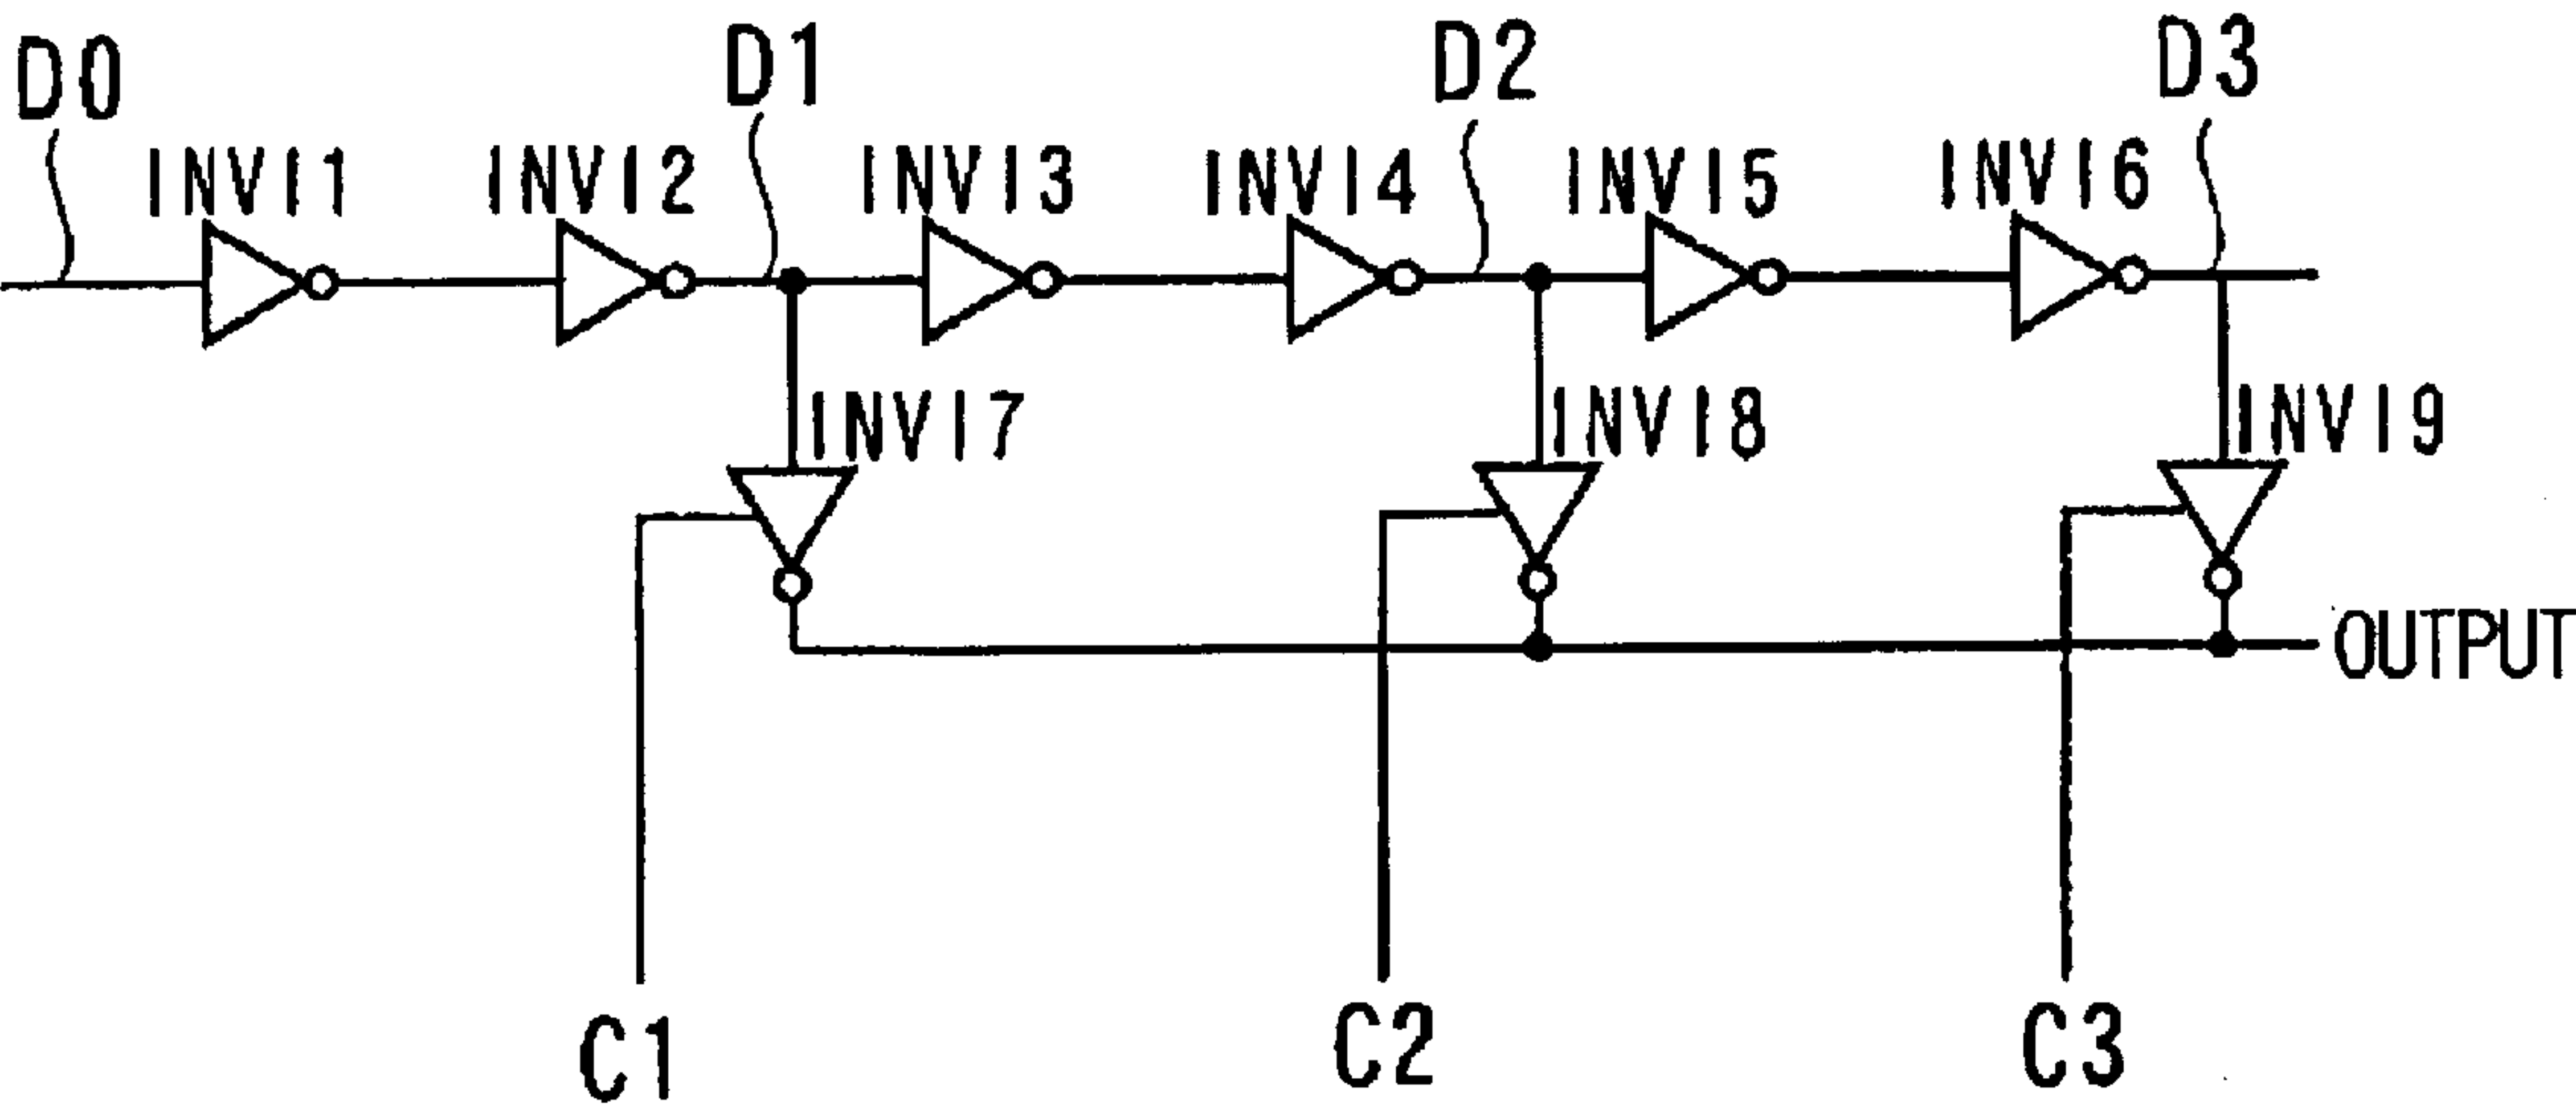 D0
D1
D2
D3
INV11
INV12
INV13
INV14
INV15
INV16
INV17
INV18
INV19
OUTPUT
C1
C2
C3